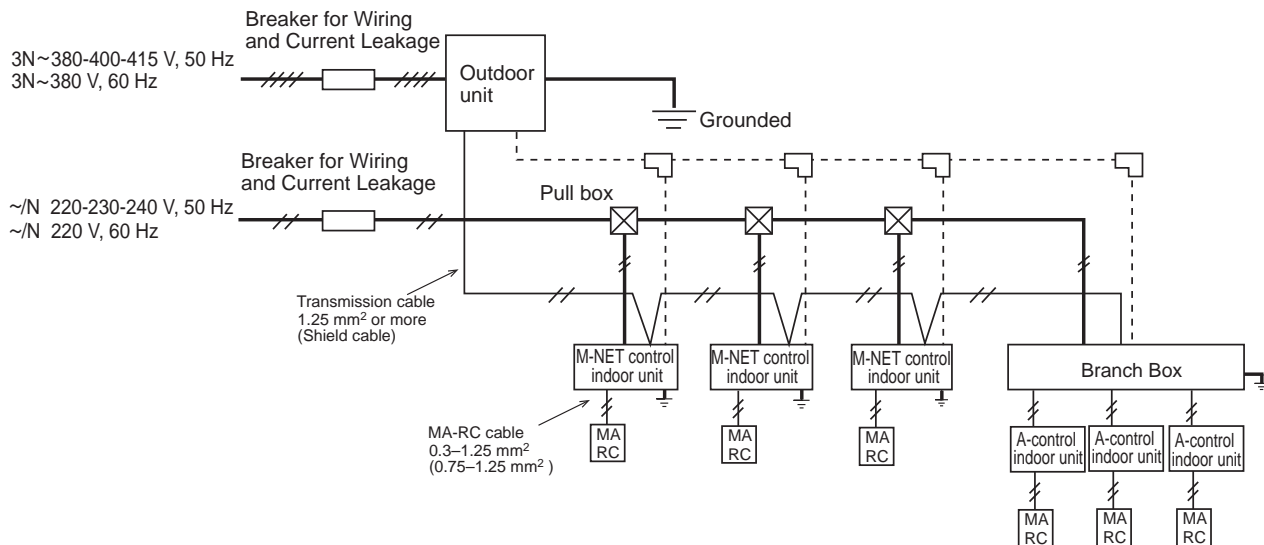 Breaker for Wiring
and Current Leakage
3N~380-400-415 V, 50 Hz
3N~380 V, 60 Hz
Outdoor
unit
Grounded
Breaker for Wiring
and Current Leakage
Pull box
~/N 220-230-240 V, 50 Hz
~/N 220 V, 60 Hz
Transmission cable
1.25 mm² or more
(Shield cable)
M-NET control
indoor unit
M-NET control
indoor unit
M-NET control
indoor unit
Branch Box
MA-RC cable
0.3–1.25 mm²
(0.75–1.25 mm² )
MA
RC
MA
RC
MA
RC
A-control
indoor unit
A-control
indoor unit
A-control
indoor unit
MA
RC
MA
RC
MA
RC